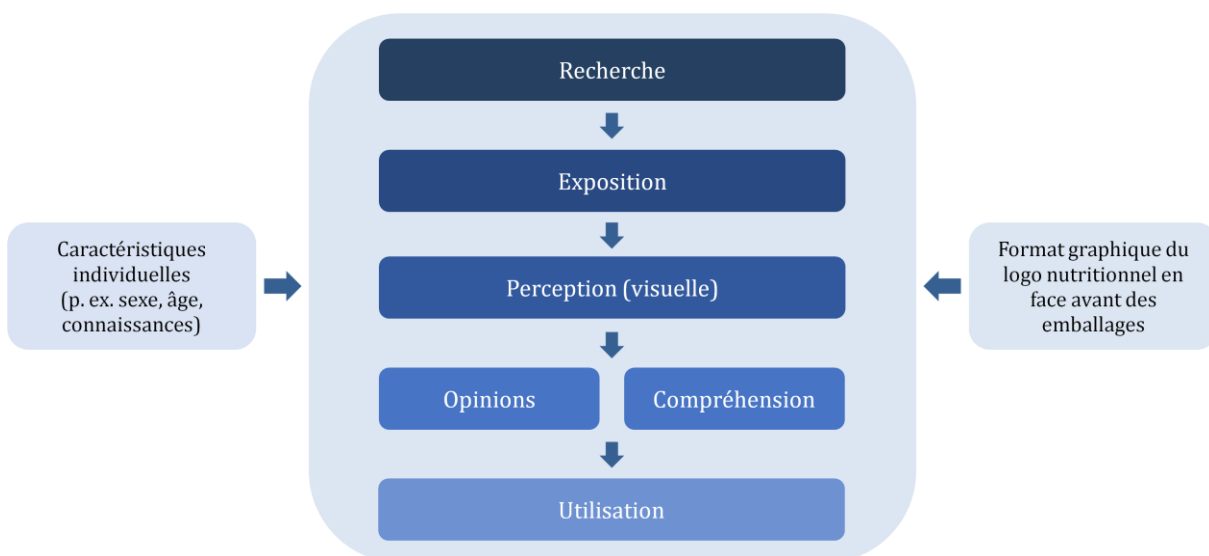 Recherche
Exposition
Caractéristiques
individuelles
(p. ex. sexe, âge,
connaissances)
Perception (visuelle)
Format graphique du
logo nutritionnel en
face avant des
emballages
Opinions
Compréhension
Utilisation